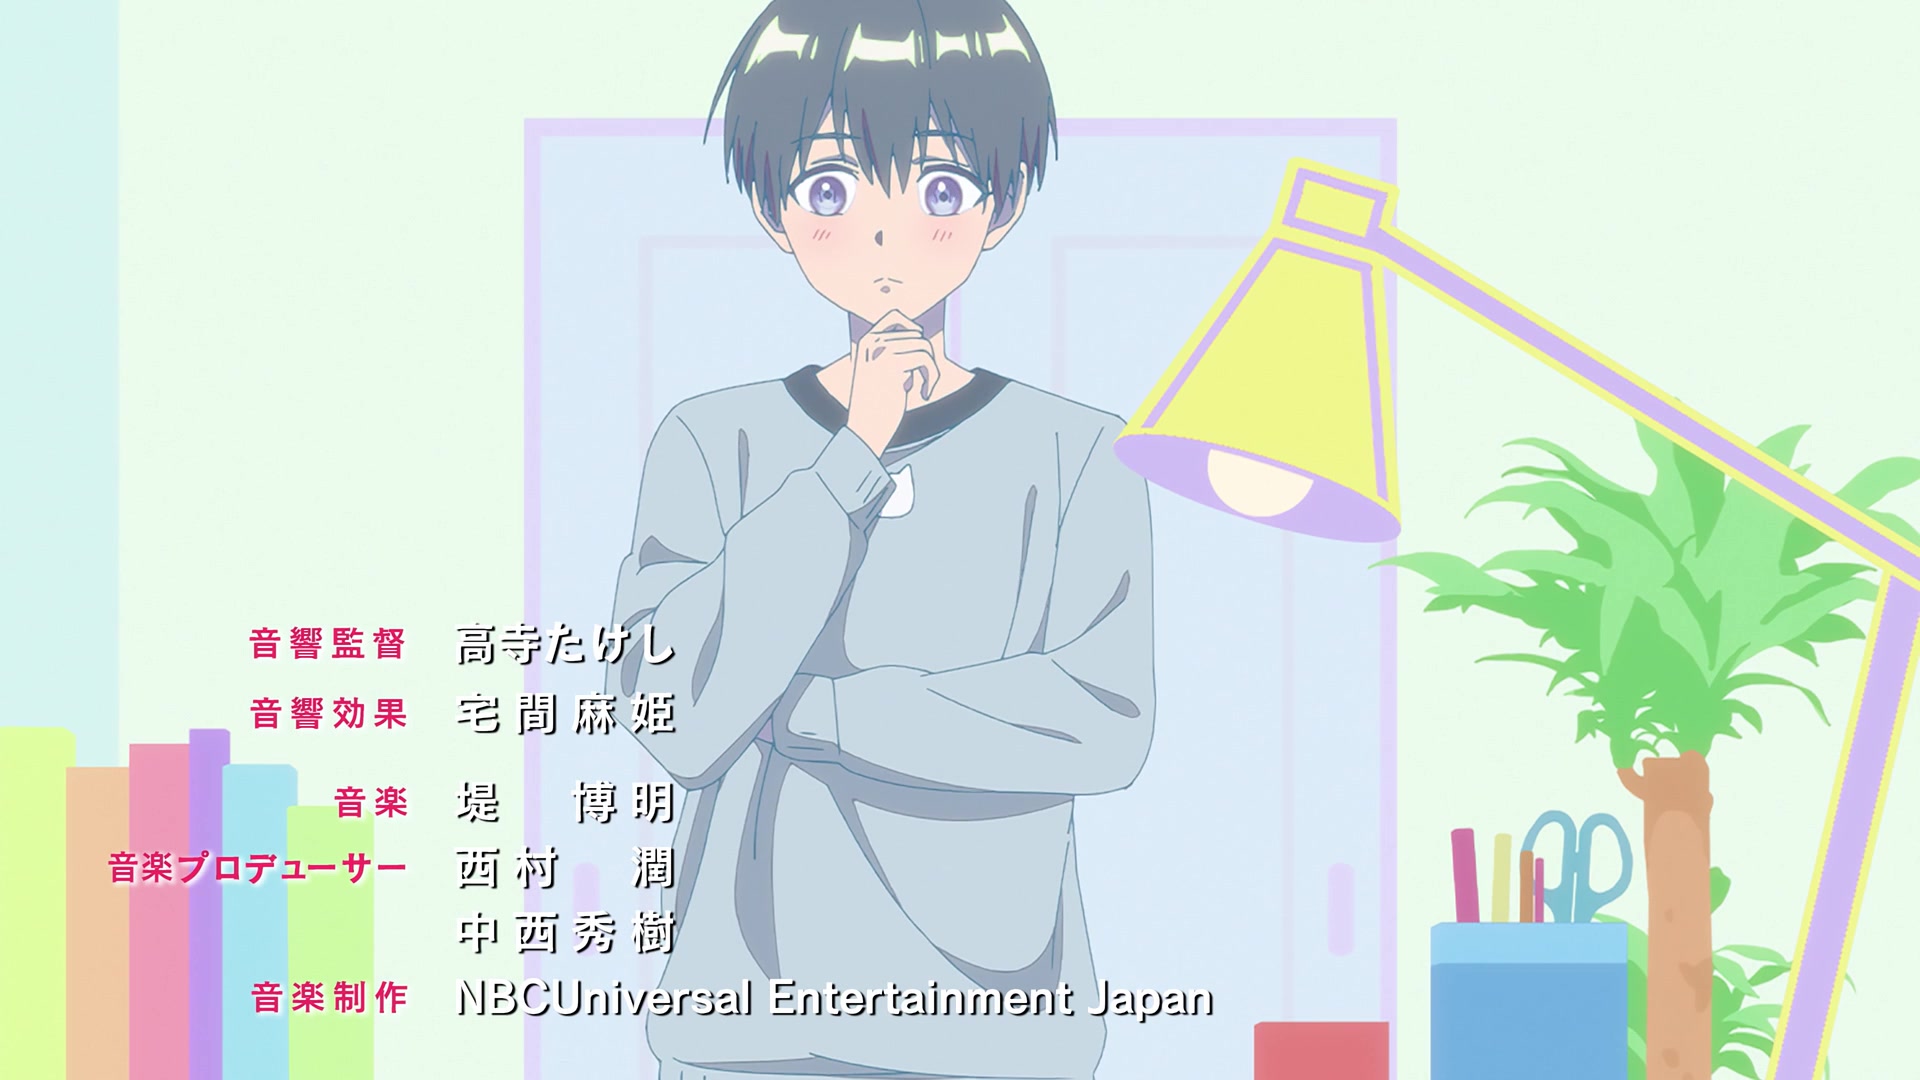 音響監督 高寺たけし
音響効果 宅間麻姫
音楽 堤 博明
音楽プロデューサー 西村 潤
中西秀樹
音楽制作 NBCUniversal Entertainment Japan